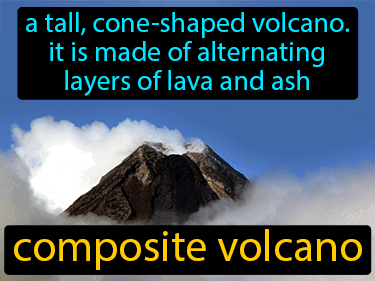 a tall, cone-shaped volcano.
it is made of alternating
layers of lava and ash
composite volcano